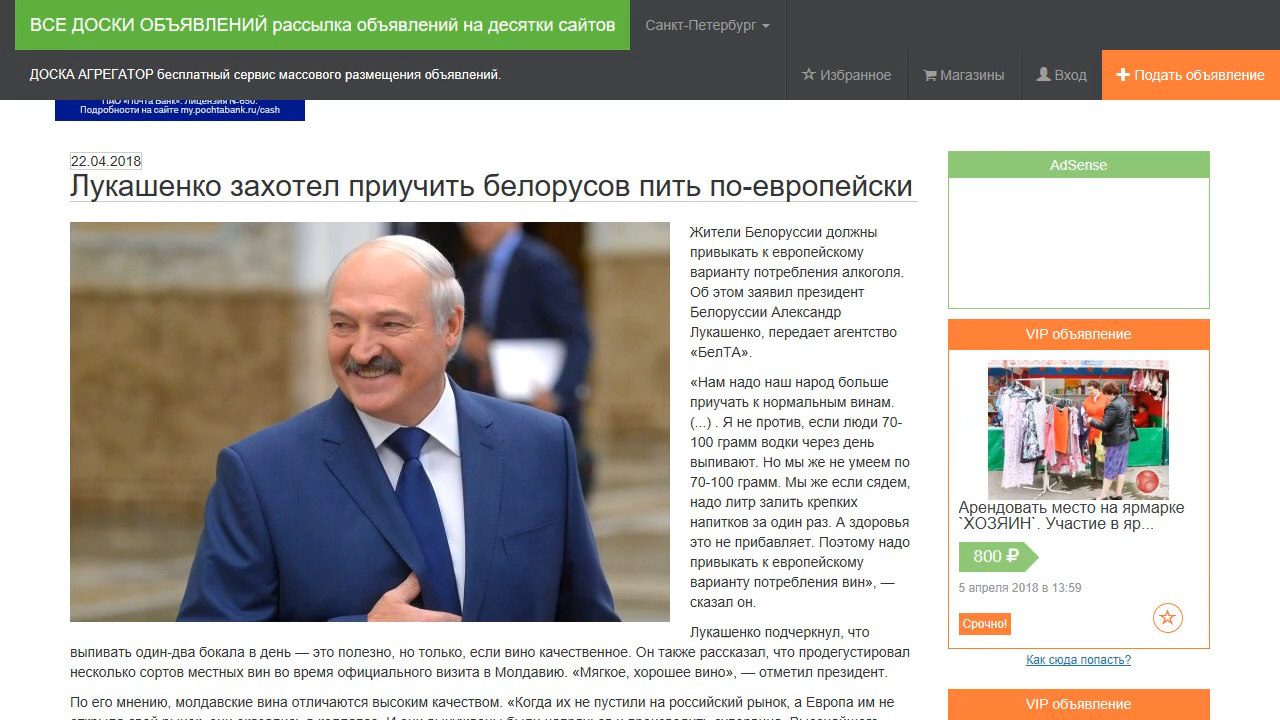 ВСЕ ДОСКИ ОБЪЯВЛЕНИЙ рассылка объявлений на десятки сайтов
Санкт-Петербург
ДОСКА АГРЕГАТОР бесплатный сервис массового размещения объявлений.
Избранное
Магазины
Вход
Подать объявление
ПАО «Почта Банк». Лицензия №650.
Подробности на сайте my.pochtabank.ru/cash
22.04.2018
Лукашенко захотел приучить белорусов пить по-европейски
Жители Белоруссии должны
привыкать к европейскому
варианту потребления алкоголя.
Об этом заявил президент
Белоруссии Александр
Лукашенко, передает агентство
«БелТА».
«Нам надо наш народ больше
приучать к нормальным винам.
(...) . Я не против, если люди 70-
100 грамм водки через день
выпивают. Но мы же не умеем по
70-100 грамм. Мы же если сядем,
надо литр залить крепких
напитков за один раз. А здоровья
это не прибавляет. Поэтому надо
привыкать к европейскому
варианту потребления вин», —
сказал он.
Лукашенко подчеркнул, что
выпивать один-два бокала в день — это полезно, но только, если вино качественное. Он также рассказал, что продегустировал
несколько сортов местных вин во время официального визита в Молдавию. «Мягкое, хорошее вино», — отметил президент.
По его мнению, молдавские вина отличаются высоким качеством. «Когда их не пустили на российский рынок, а Европа им не
AdSense
VIP объявление
Арендовать место на ярмарке
`ХОЗЯИН`. Участие в яр...
800 ₽
5 апреля 2018 в 13:59
Срочно!
Как сюда попасть?
VIP объявление